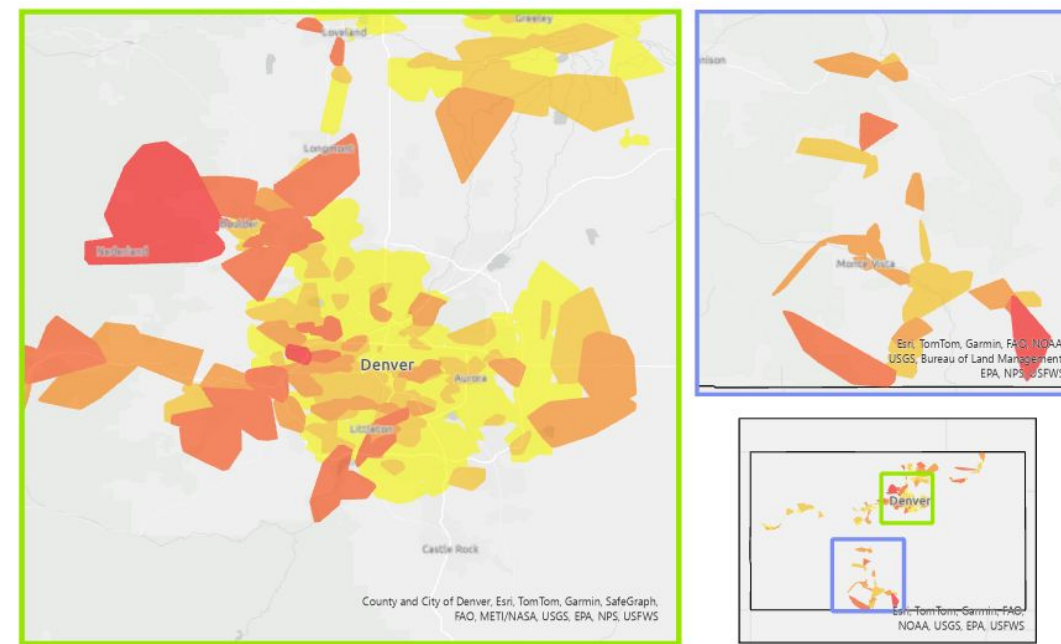 Loveland
Greeley
Longmont
Boulder
Nederland
Denver
Aurora
Littleton
Castle Rock
County and City of Denver, Esri, TomTom, Garmin, SafeGraph,
FAO, METI/NASA, USGS, EPA, NPS, USFWS
nison
Monte Vista
Esri, TomTom, Garmin, FAO, NOAA
USGS, Bureau of Land Management
EPA, NPS, USFWS
Denver
Esri, TomTom, Garmin, FAO,
NOAA, USGS, EPA, USFWS